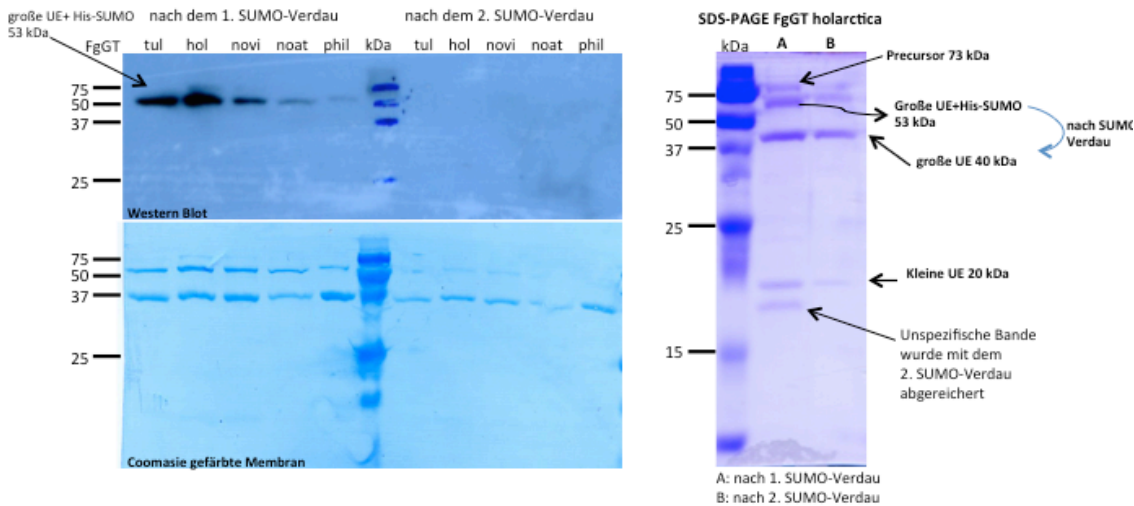 große UE+ His-SUMO
53 kDa
nach dem 1. SUMO-Verdau
nach dem 2. SUMO-Verdau
FgGT tul hol novi noat phil kDa tul hol novi noat phil
75
50
37
25
Western Blot
75
50
37
25
Coomasie gefärbte Membran
SDS-PAGE FgGT holarctica
kDa A B
Precursor 73 kDa
75
Große UE+His-SUMO
53 kDa
50
nach SUMO
Verdau
37
große UE 40 kDa
25
Kleine UE 20 kDa
Unspezifische Bande
wurde mit dem
2. SUMO-Verdau
abgereichert
15
A: nach 1. SUMO-Verdau
B: nach 2. SUMO-Verdau